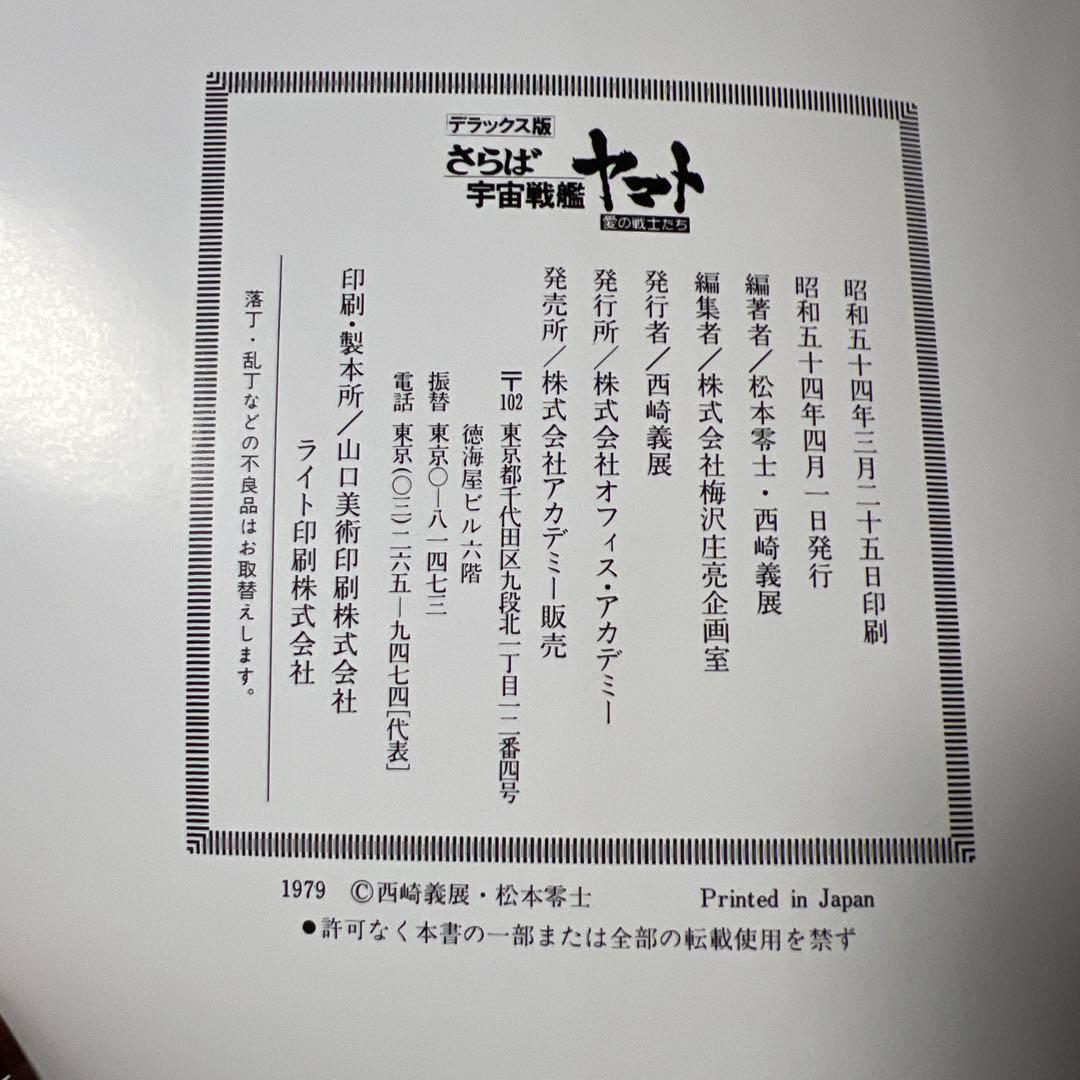 デラックス版
さらば
宇宙戦艦
ヤマト
愛の戦士たち
昭和五十四年三月二十五日印刷
昭和五十四年四月一日発行
編著者/松本零士・西崎義展
編集者/株式会社梅沢庄亮企画室
発行者/西崎義展
発行所/株式会社オフィス・アカデミー
発売所/株式会社アカデミー販売
〒102 東京都千代田区九段北一丁目一二番四号
徳海屋ビル六階
振替 東京〇―八一四七三
電話 東京(〇三)二六五―九四七四[代表]
印刷・製本所/山口美術印刷株式会社
ライト印刷株式会社
落丁・乱丁などの不良品はお取替えします。
1979 ©西崎義展・松本零士 Printed in Japan
●許可なく本書の一部または全部の転載使用を禁ず